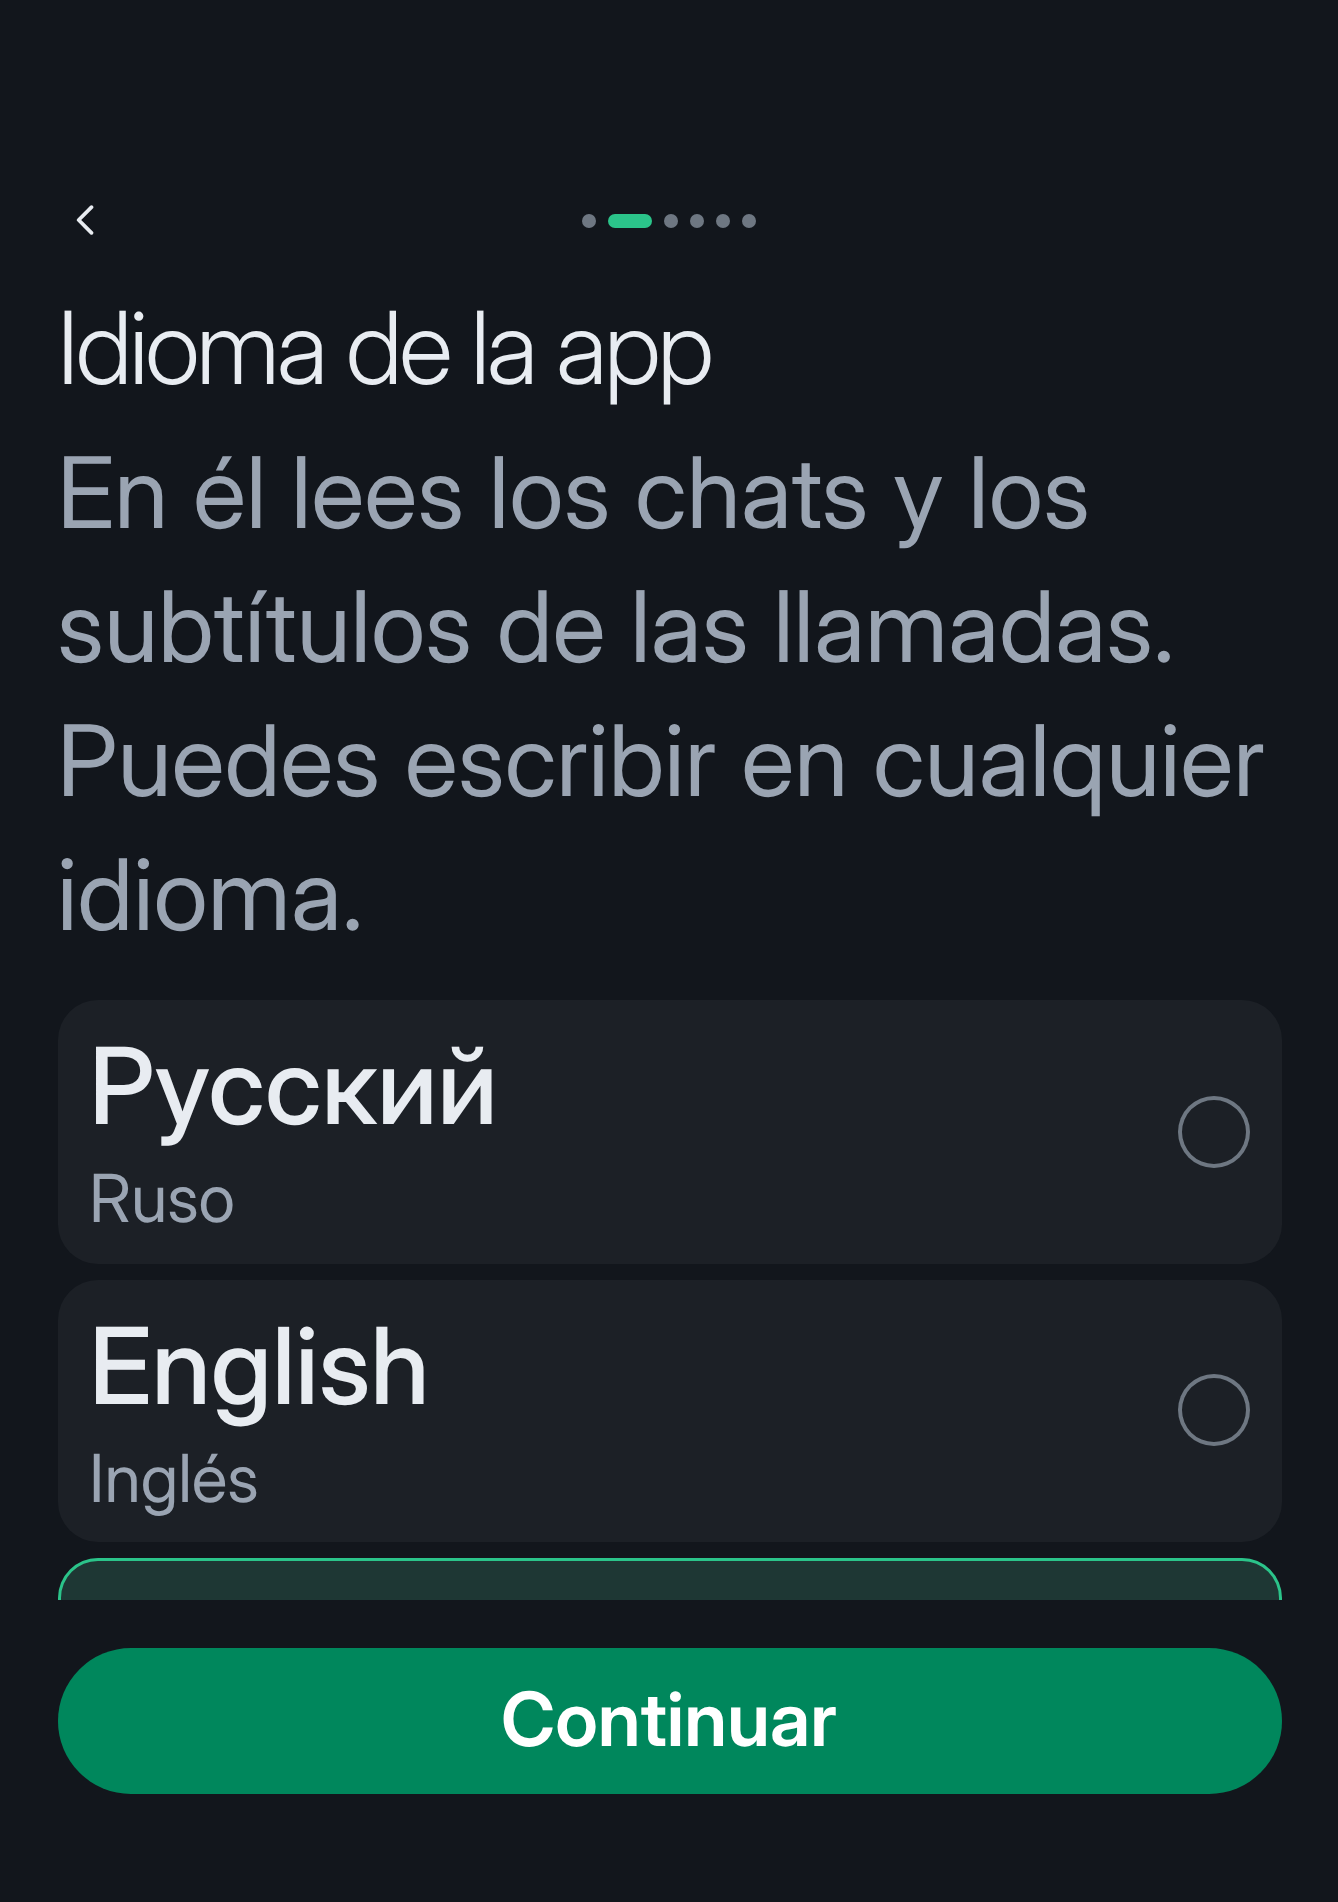 Idioma de la app
En él lees los chats y los
subtítulos de las llamadas.
Puedes escribir en cualquier
idioma.
Русский
Ruso
English
Inglés
Continuar